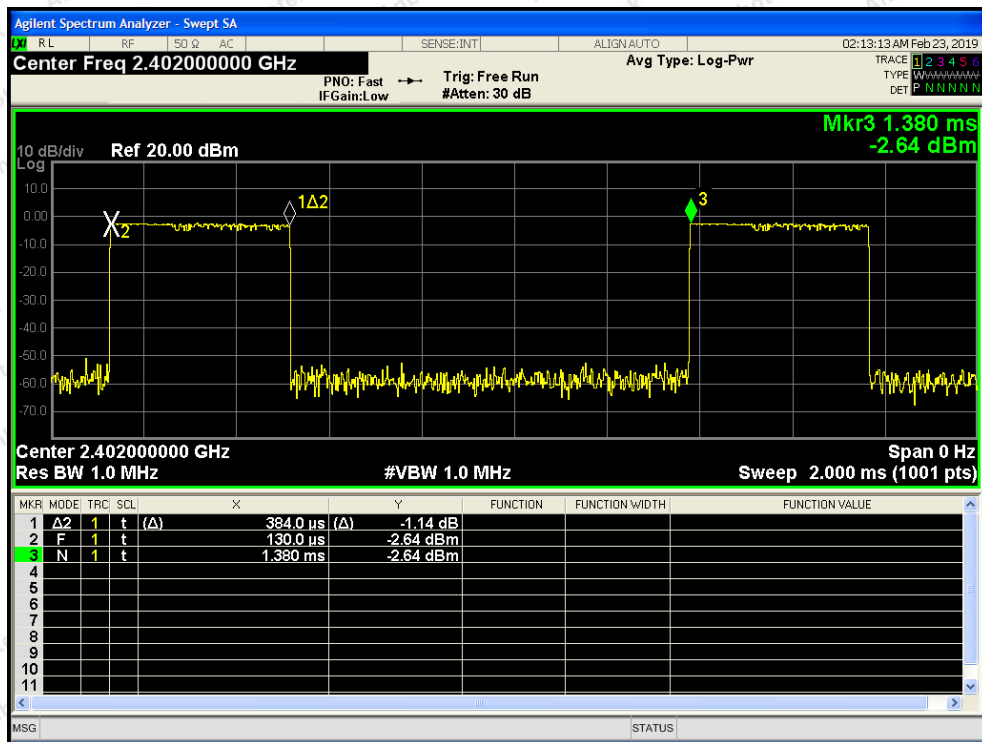 Agilent Spectrum Analyzer - Swept SA
LXI RL RF 50 Ω AC SENSE:INT ALIGN AUTO 02:13:13 AM Feb 23, 2019
Center Freq 2.402000000 GHz Avg Type: Log-Pwr TRACE 1 2 3 4 5 6
PNO: Fast Trig: Free Run TYPE WWWWWW
IFGain:Low #Atten: 30 dB DET P N N N N N
Mkr3 1.380 ms
10 dB/div Ref 20.00 dBm -2.64 dBm
Log
10.0
1Δ2 3
0.00
2
-10.0
-20.0
-30.0
-40.0
-50.0
-60.0
-70.0
Center 2.402000000 GHz Span 0 Hz
Res BW 1.0 MHz #VBW 1.0 MHz Sweep 2.000 ms (1001 pts)
MKR MODE TRC SCL X Y FUNCTION FUNCTION WIDTH FUNCTION VALUE
1 Δ2 1 t (Δ) 384.0 µs (Δ) -1.14 dB
2 F 1 t 130.0 µs -2.64 dBm
3 N 1 t 1.380 ms -2.64 dBm
4
5
6
7
8
9
10
11
MSG STATUS